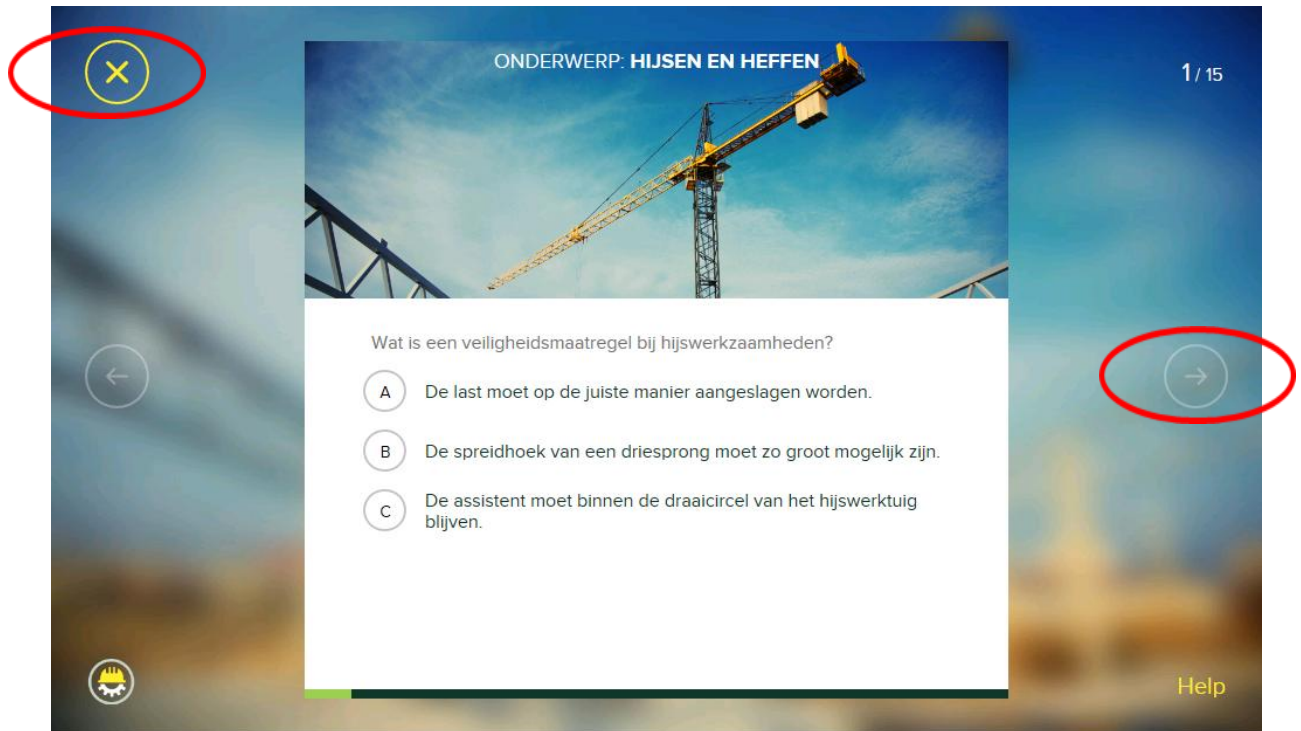 ONDERWERP: HIJSEN EN HEFFEN
1 / 15
Wat is een veiligheidsmaatregel bij hijswerkzaamheden?
A De last moet op de juiste manier aangeslagen worden.
B De spreidhoek van een driesprong moet zo groot mogelijk zijn.
C De assistent moet binnen de draaicircel van het hijswerktuig
blijven.
Help